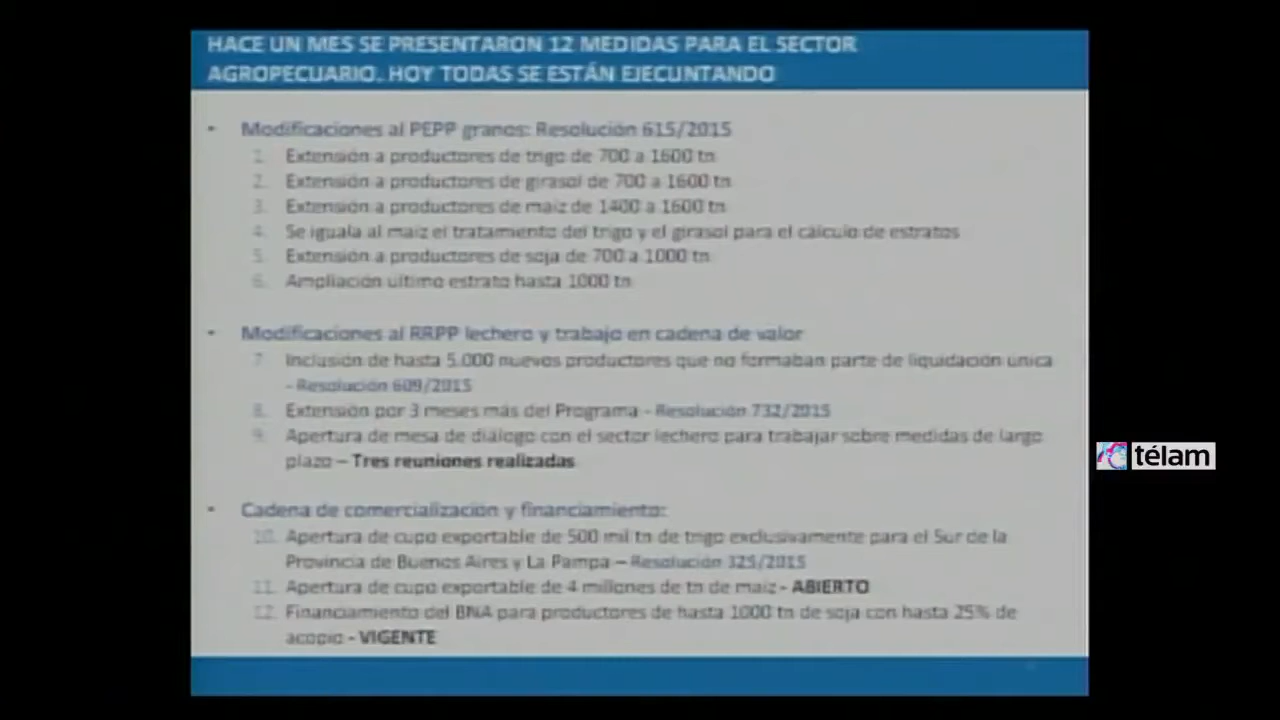 HACE UN MES SE PRESENTARON 12 MEDIDAS PARA EL SECTOR
AGROPECUARIO. HOY TODAS SE ESTÁN EJECUNTANDO
• Modificaciones al PEPP granos: Resolución 615/2015
1. Extensión a productores de trigo de 700 a 1600 tn
2. Extensión a productores de girasol de 700 a 1600 tn
3. Extensión a productores de maíz de 1400 a 1600 tn
4. Se iguala al maíz el tratamiento del trigo y el girasol para el cálculo de estratos
5. Extensión a productores de soja de 700 a 1000 tn
6. Ampliación ultimo estrato hasta 1000 tn
• Modificaciones al RRPP lechero y trabajo en cadena de valor
7. Inclusión de hasta 5.000 nuevos productores que no formaban parte de liquidación única
- Resolución 609/2015
8. Extensión por 3 meses más del Programa - Resolución 732/2015
9. Apertura de mesa de diálogo con el sector lechero para trabajar sobre medidas de largo
plazo – Tres reuniones realizadas
• Cadena de comercialización y financiamiento:
10. Apertura de cupo exportable de 500 mil tn de trigo exclusivamente para el Sur de la
Provincia de Buenos Aires y La Pampa – Resolución 325/2015
11. Apertura de cupo exportable de 4 millones de tn de maíz - ABIERTO
12. Financiamiento del BNA para productores de hasta 1000 tn de soja con hasta 25% de
acopio - VIGENTE
télam